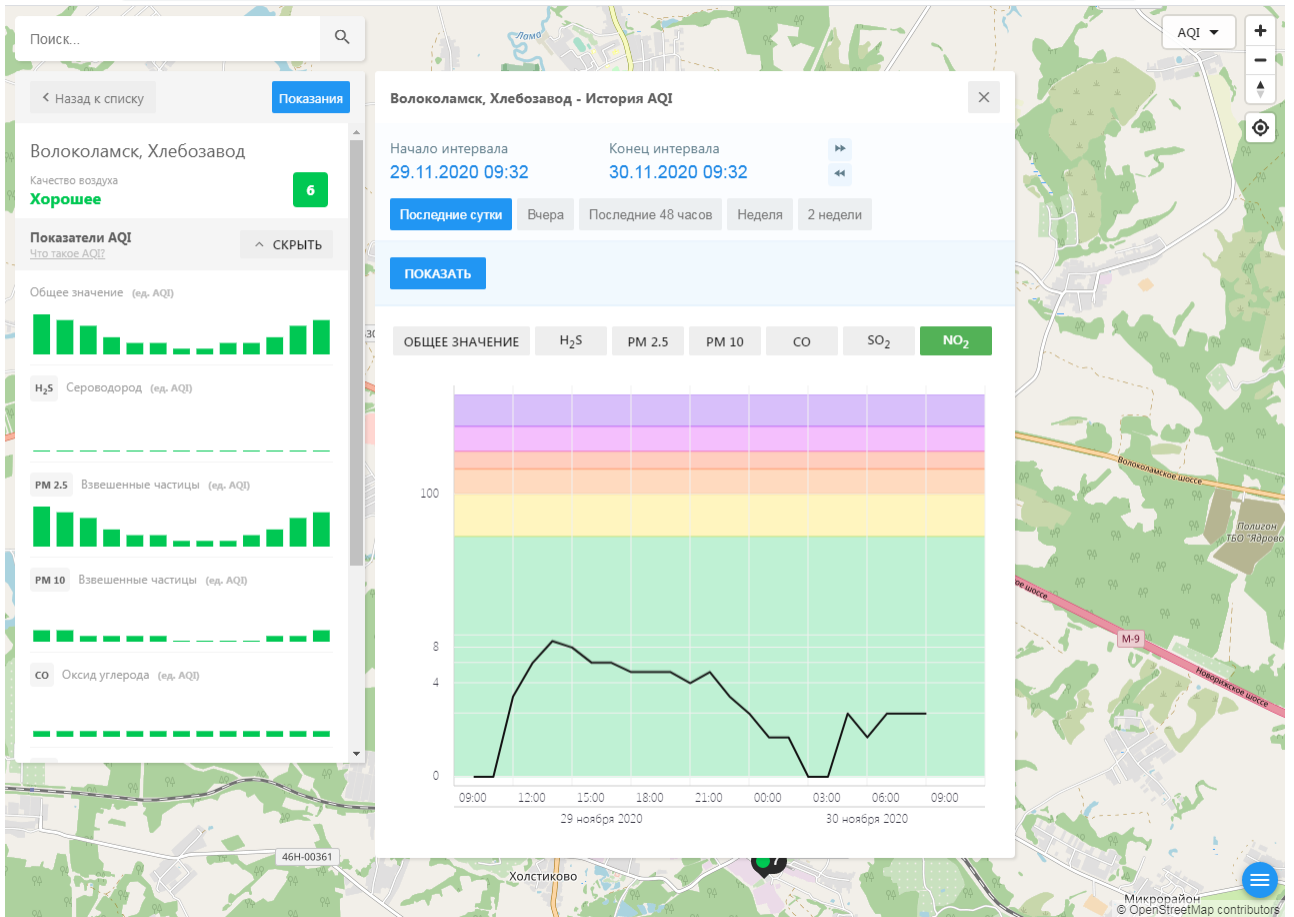 Поиск...
AQI
Ломо
Назад к списку
Показания
Волоколамск, Хлебозавод
Качество воздуха
Хорошее
6
Показатели AQI
Что такое AQI?
СКРЫТЬ
Общее значение (ед. AQI)
H2S Сероводород (ед. AQI)
PM 2.5 Взвешенные частицы (ед. AQI)
PM 10 Взвешенные частицы (ед. AQI)
CO Оксид углерода (ед. AQI)
Волоколамск, Хлебозавод - История AQI
Начало интервала
29.11.2020 09:32
Конец интервала
30.11.2020 09:32
Последние сутки Вчера Последние 48 часов Неделя 2 недели
ПОКАЗАТЬ
ОБЩЕЕ ЗНАЧЕНИЕ H2S PM 2.5 PM 10 CO SO2 NO2
100
8
4
0
09:00 12:00 15:00 18:00 21:00 00:00 03:00 06:00 09:00
29 ноября 2020 30 ноября 2020
Волоколамское шоссе
Полигон
ТБО "Ядрово
шоссе
М-9
Новорижское шоссе
46Н-00361
Холстиково
7
Микрорайон
© OpenStreetMap contributors